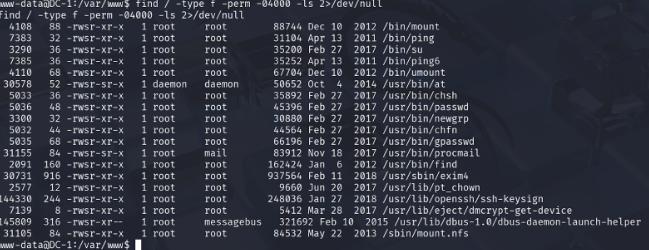 www-data@DC-1:/var/www$ find / -type f -perm -04000 -ls 2>/dev/null
4108 88 -rwsr-xr-x 1 root root 88744 Dec 10 2012 /bin/mount
7383 32 -rwsr-xr-x 1 root root 31104 Apr 13 2011 /bin/ping
3290 36 -rwsr-xr-x 1 root root 35200 Feb 27 2017 /bin/su
7385 36 -rwsr-xr-x 1 root root 35252 Apr 13 2011 /bin/ping6
4110 68 -rwsr-xr-x 1 root root 67704 Dec 10 2012 /bin/umount
30578 52 -rwsr-sr-x 1 daemon daemon 50652 Oct 4 2014 /usr/bin/at
5033 36 -rwsr-xr-x 1 root root 35892 Feb 27 2017 /usr/bin/chsh
5036 48 -rwsr-xr-x 1 root root 45396 Feb 27 2017 /usr/bin/passwd
3300 32 -rwsr-xr-x 1 root root 30880 Feb 27 2017 /usr/bin/newgrp
5032 44 -rwsr-xr-x 1 root root 44564 Feb 27 2017 /usr/bin/chfn
5035 68 -rwsr-xr-x 1 root root 66196 Feb 27 2017 /usr/bin/gpasswd
31155 84 -rwsr-sr-x 1 root mail 83912 Nov 18 2017 /usr/bin/procmail
2091 160 -rwsr-xr-x 1 root root 162424 Jan 6 2012 /usr/bin/find
30731 916 -rwsr-xr-x 1 root root 937564 Feb 11 2018 /usr/sbin/exim4
2577 12 -rwsr-xr-x 1 root root 9660 Jun 20 2017 /usr/lib/pt_chown
144330 244 -rwsr-xr-x 1 root root 248036 Jan 18 2018 /usr/lib/openssh/ssh-keysign
7139 8 -rwsr-xr-x 1 root root 5412 Mar 28 2017 /usr/lib/eject/dmcrypt-get-device
145809 316 -rwsr-xr-- 1 root messagebus 321692 Feb 10 2015 /usr/lib/dbus-1.0/dbus-daemon-launch-helper
31105 84 -rwsr-xr-x 1 root root 84532 May 22 2013 /sbin/mount.nfs
www-data@DC-1:/var/www$